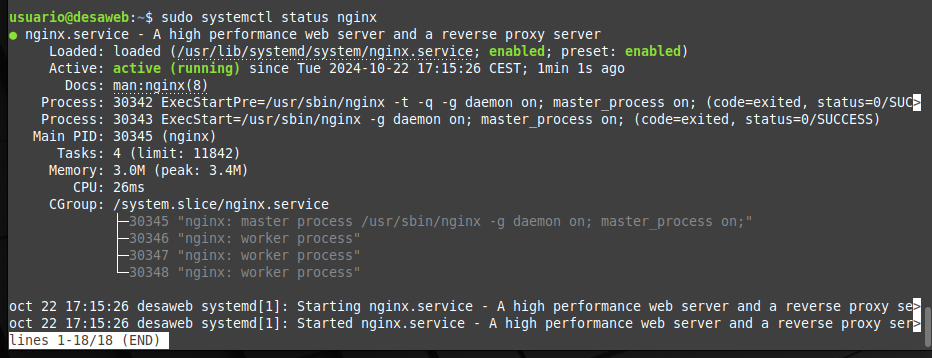 usuario@desaweb:~$ sudo systemctl status nginx
● nginx.service - A high performance web server and a reverse proxy server
Loaded: loaded (/usr/lib/systemd/system/nginx.service; enabled; preset: enabled)
Active: active (running) since Tue 2024-10-22 17:15:26 CEST; 1min 1s ago
Docs: man:nginx(8)
Process: 30342 ExecStartPre=/usr/sbin/nginx -t -q -g daemon on; master_process on; (code=exited, status=0/SUC>
Process: 30343 ExecStart=/usr/sbin/nginx -g daemon on; master_process on; (code=exited, status=0/SUCCESS)
Main PID: 30345 (nginx)
Tasks: 4 (limit: 11842)
Memory: 3.0M (peak: 3.4M)
CPU: 26ms
CGroup: /system.slice/nginx.service
├─30345 "nginx: master process /usr/sbin/nginx -g daemon on; master_process on;"
├─30346 "nginx: worker process"
├─30347 "nginx: worker process"
└─30348 "nginx: worker process"
oct 22 17:15:26 desaweb systemd[1]: Starting nginx.service - A high performance web server and a reverse proxy se>
oct 22 17:15:26 desaweb systemd[1]: Started nginx.service - A high performance web server and a reverse proxy ser>
lines 1-18/18 (END)